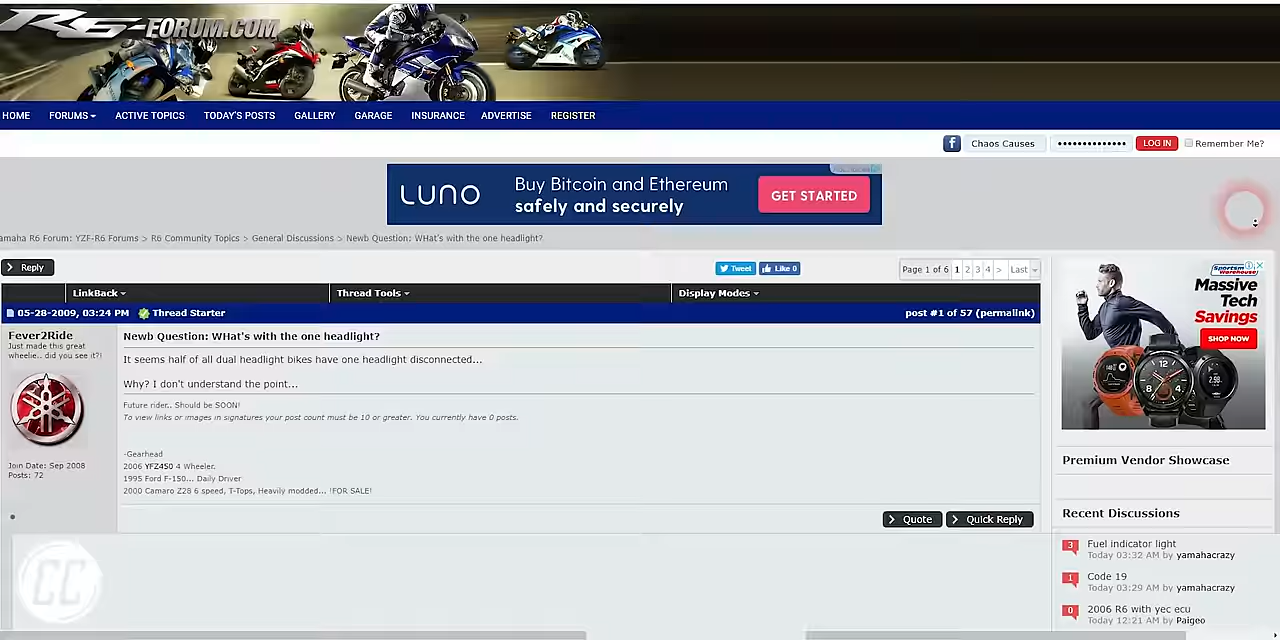 R6-FORUM.COM
HOME FORUMS ACTIVE TOPICS TODAY'S POSTS GALLERY GARAGE INSURANCE ADVERTISE REGISTER
f Chaos Causes •••••••••••••• LOG IN Remember Me?
LUNO Buy Bitcoin and Ethereum safely and securely GET STARTED
amaha R6 Forum: YZF-R6 Forums > R6 Community Topics > General Discussions > Newb Question: WHat's with the one headlight?
Reply Tweet Like 0 Page 1 of 6 1 2 3 4 > Last
LinkBack Thread Tools Display Modes
05-28-2009, 03:24 PM Thread Starter post #1 of 57 (permalink)
Fever2Ride
Just made this great
wheelie.. did you see it?!
Join Date: Sep 2008
Posts: 72
Newb Question: WHat's with the one headlight?
It seems half of all dual headlight bikes have one headlight disconnected...
Why? I don't understand the point...
Future rider.. Should be SOON!
To view links or images in signatures your post count must be 10 or greater. You currently have 0 posts.
-Gearhead
2006 YFZ450 4 Wheeler.
1995 Ford F-150... Daily Driver
2000 Camaro Z28 6 speed, T-Tops, Heavily modded... !FOR SALE!
Quote Quick Reply
CC
Sportsmans Warehouse
Massive
Tech
Savings
SHOP NOW
Premium Vendor Showcase
Recent Discussions
3 Fuel indicator light
Today 03:32 AM by yamahacrazy
1 Code 19
Today 03:29 AM by yamahacrazy
0 2006 R6 with yec ecu
Today 12:21 AM by Paigeo